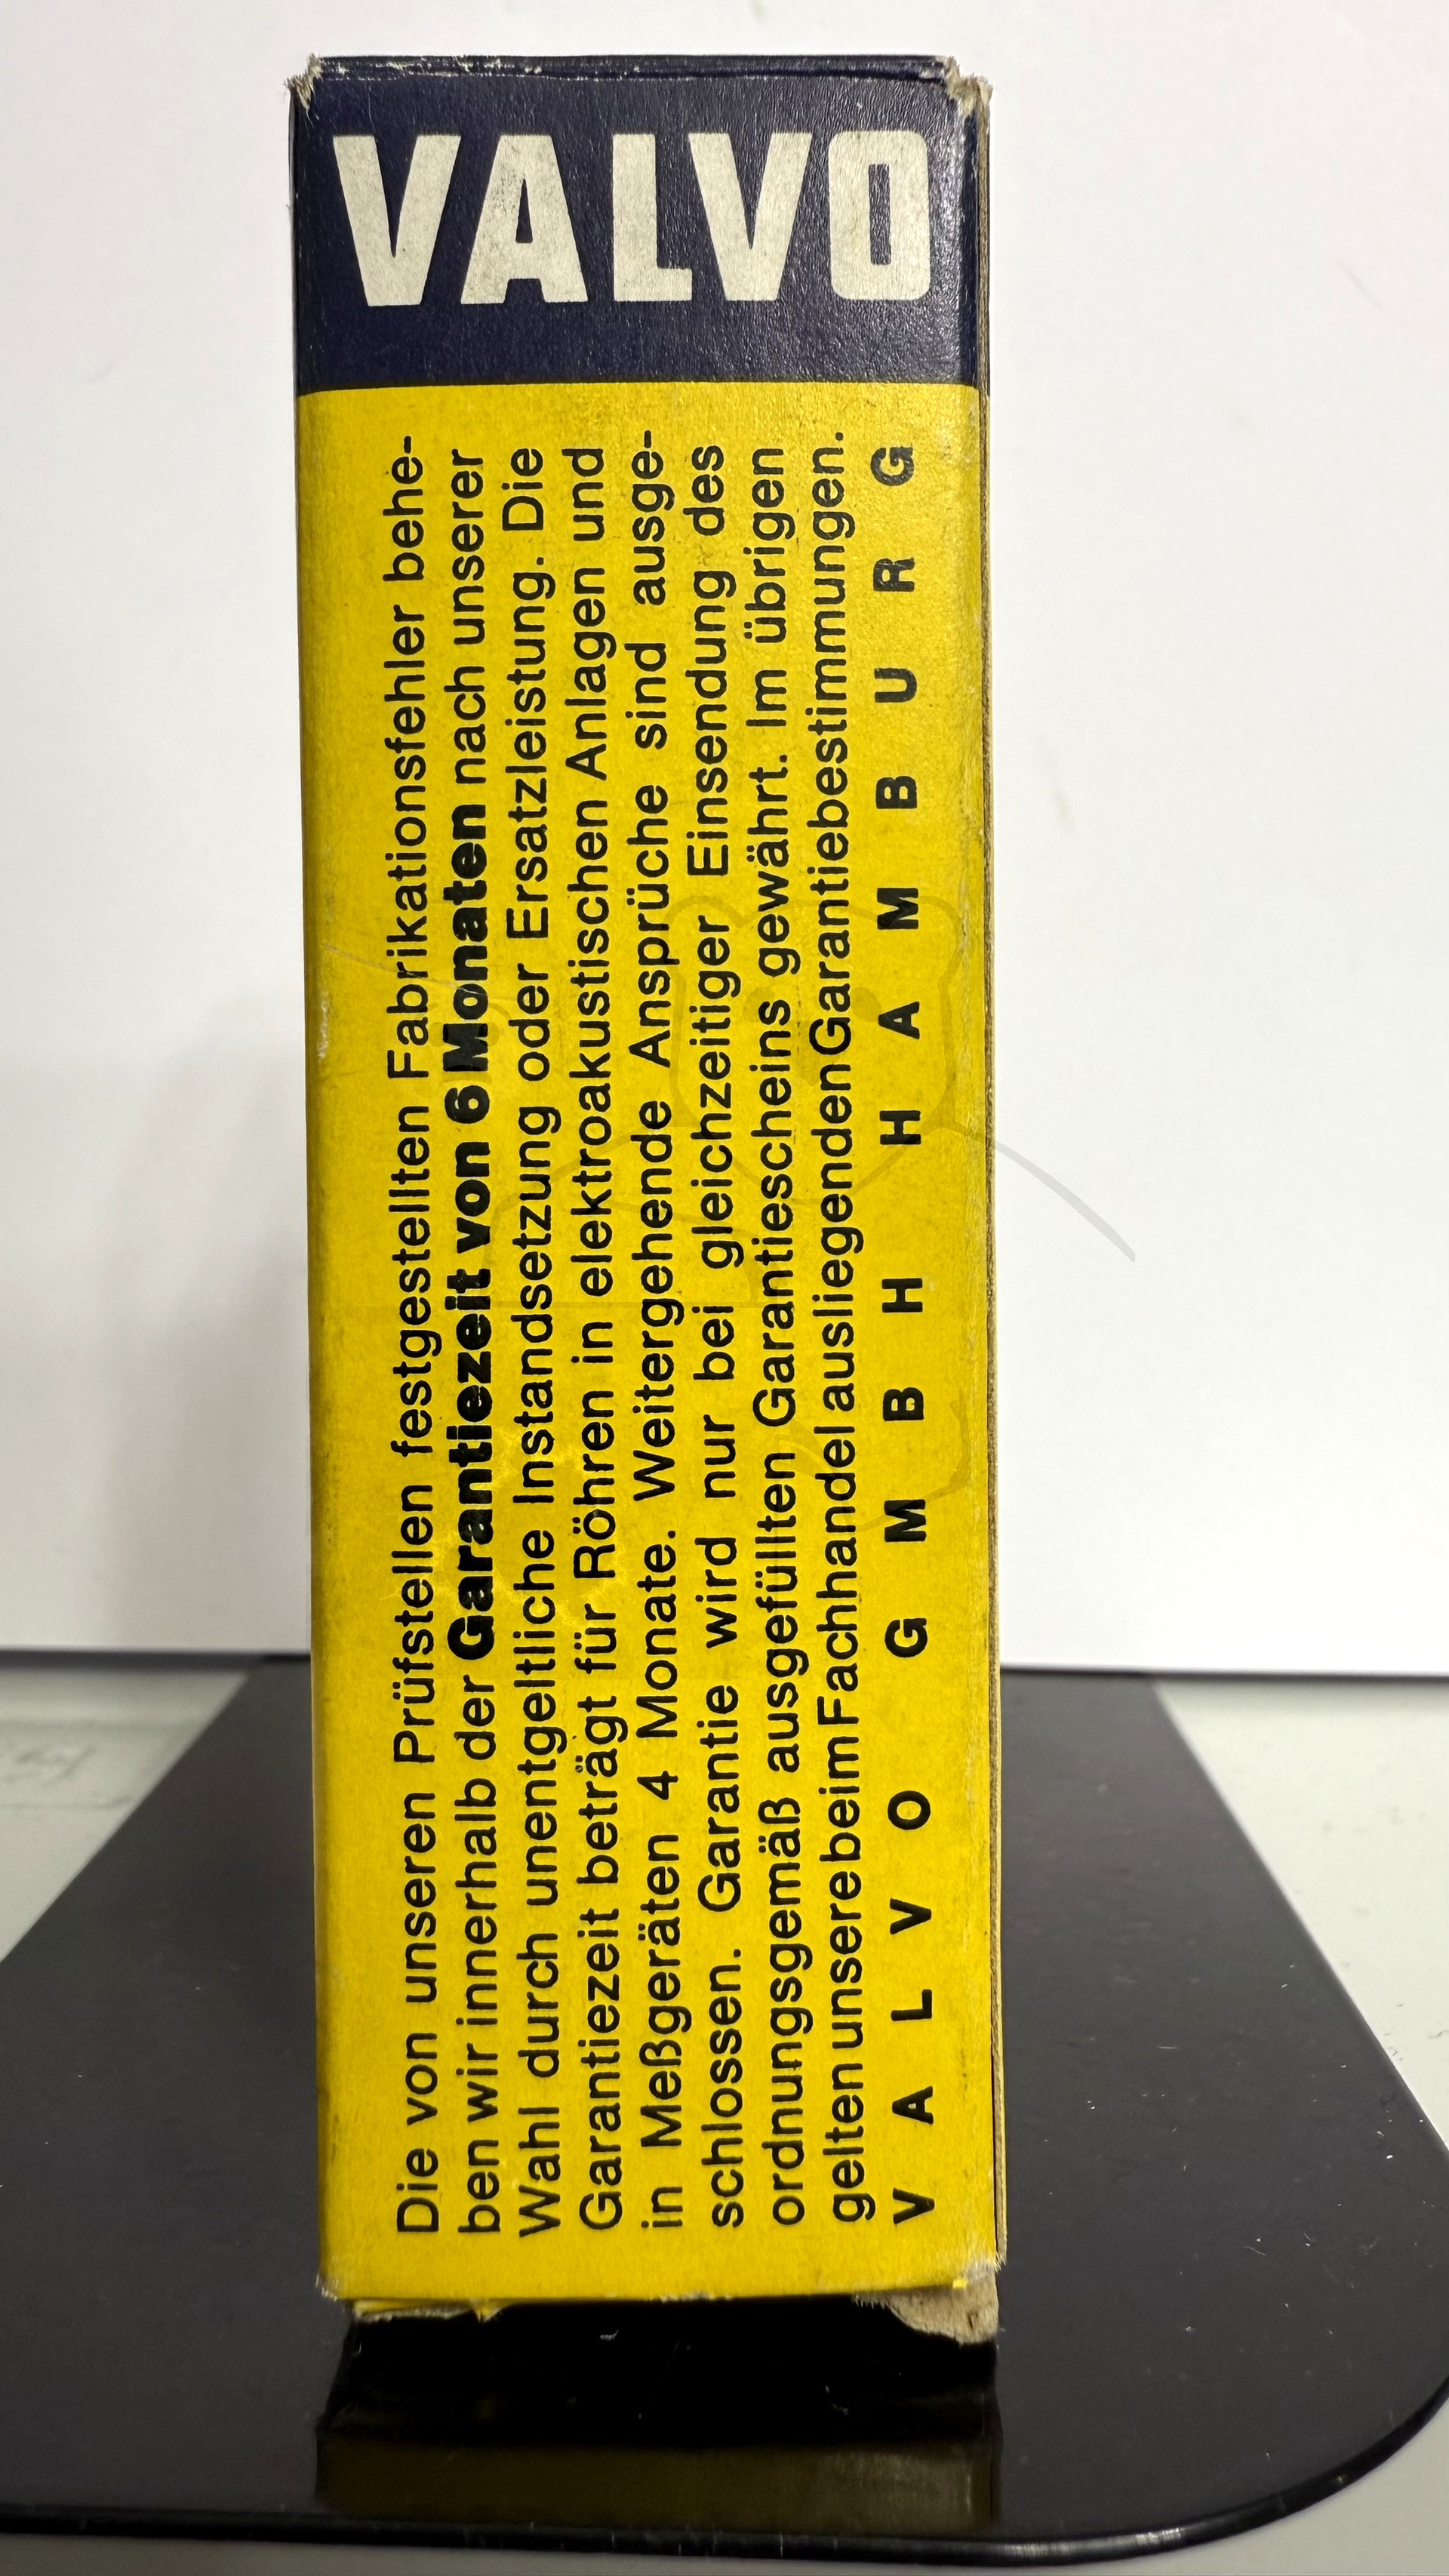 VALVO
Die von unseren Prüfstellen festgestellten Fabrikationsfehler behe-
ben wir innerhalb der Garantiezeit von 6 Monaten nach unserer
Wahl durch unentgeltliche Instandsetzung oder Ersatzleistung. Die
Garantiezeit beträgt für Röhren in elektroakustischen Anlagen und
in Meßgeräten 4 Monate. Weitergehende Ansprüche sind ausge-
schlossen. Garantie wird nur bei gleichzeitiger Einsendung des
ordnungsgemäß ausgefüllten Garantiescheins gewährt. Im übrigen
gelten unsere beim Fachhandel ausliegenden Garantiebestimmungen.
VALVO GMBH HAMBURG